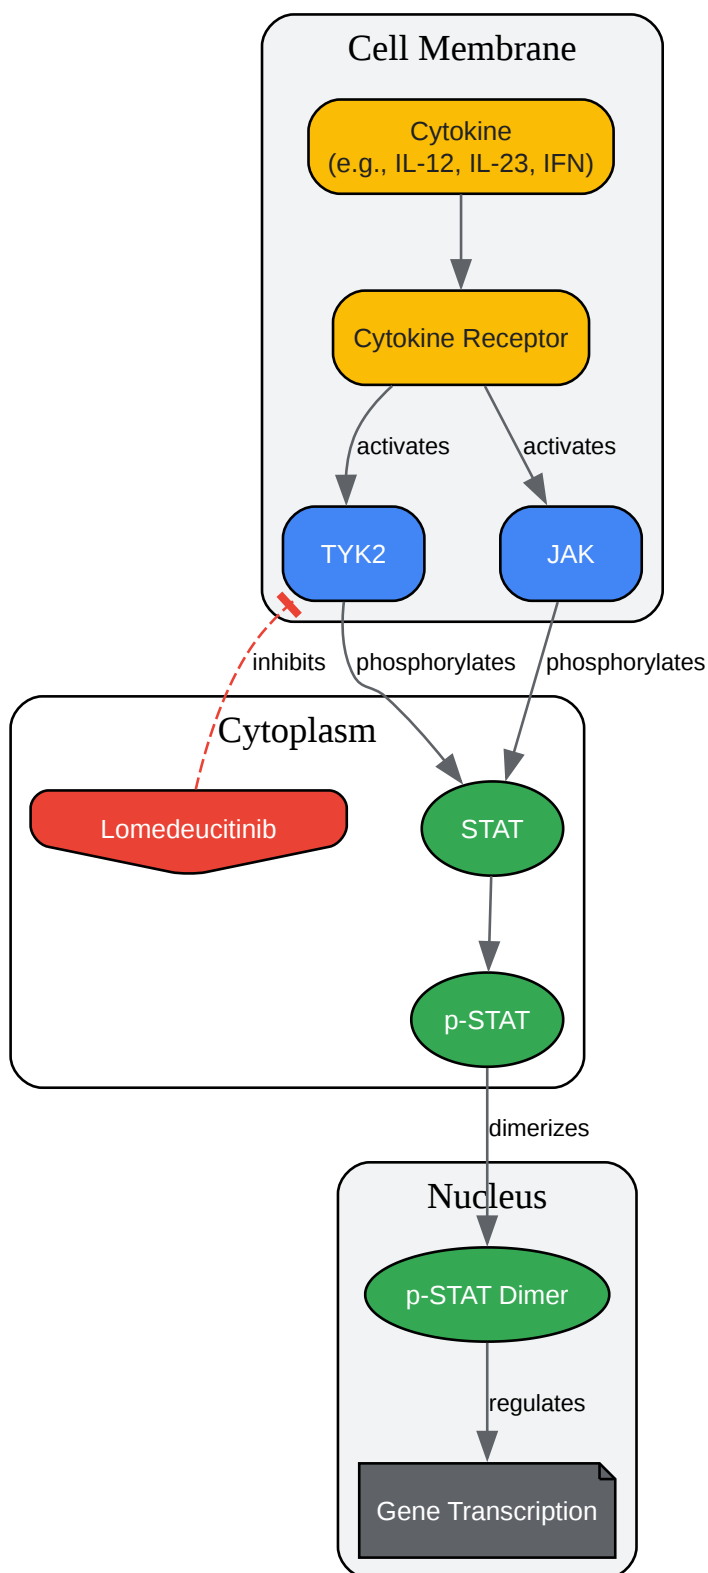 Cell Membrane
Cytokine
(e.g., IL-12, IL-23, IFN)
Cytokine Receptor
activates
activates
TYK2
JAK
inhibits
phosphorylates
phosphorylates
Cytoplasm
Lomedeucitinib
STAT
p-STAT
dimerizes
Nucleus
p-STAT Dimer
regulates
Gene Transcription